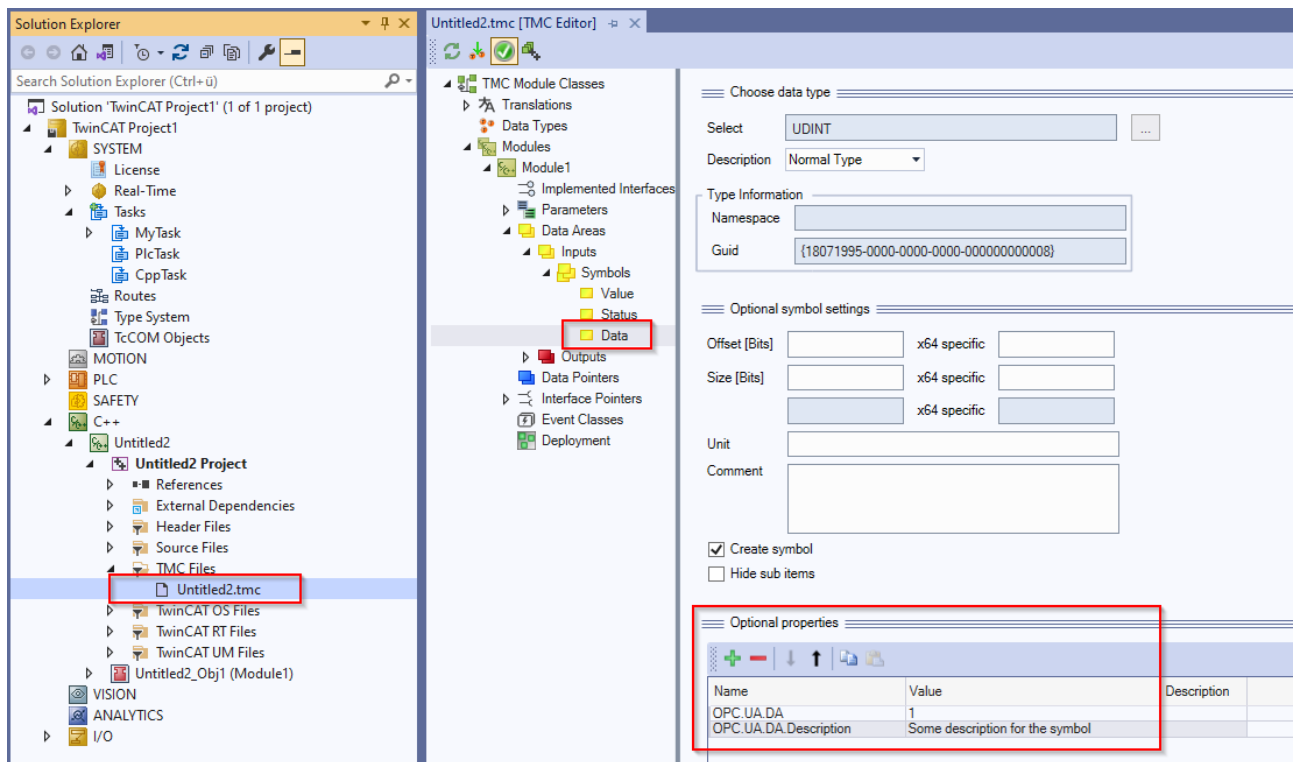 Solution Explorer
Search Solution Explorer (Ctrl+ü)
Solution 'TwinCAT Project1' (1 of 1 project)
TwinCAT Project1
SYSTEM
License
Real-Time
Tasks
MyTask
PlcTask
CppTask
Routes
Type System
TcCOM Objects
MOTION
PLC
SAFETY
C++
Untitled2
Untitled2 Project
References
External Dependencies
Header Files
Source Files
TMC Files
Untitled2.tmc
TwinCAT OS Files
TwinCAT RT Files
TwinCAT UM Files
Untitled2_Obj1 (Module1)
VISION
ANALYTICS
I/O
Untitled2.tmc [TMC Editor]
TMC Module Classes
Translations
Data Types
Modules
Module1
Implemented Interfaces
Parameters
Data Areas
Inputs
Symbols
Value
Status
Data
Outputs
Data Pointers
Interface Pointers
Event Classes
Deployment
Choose data type
Select UDINT ...
Description Normal Type
Type Information
Namespace
Guid {18071995-0000-0000-0000-000000000008}
Optional symbol settings
Offset [Bits] x64 specific
Size [Bits] x64 specific
x64 specific
Unit
Comment
Create symbol
Hide sub items
Optional properties
Name Value Description
OPC.UA.DA 1
OPC.UA.DA.Description Some description for the symbol